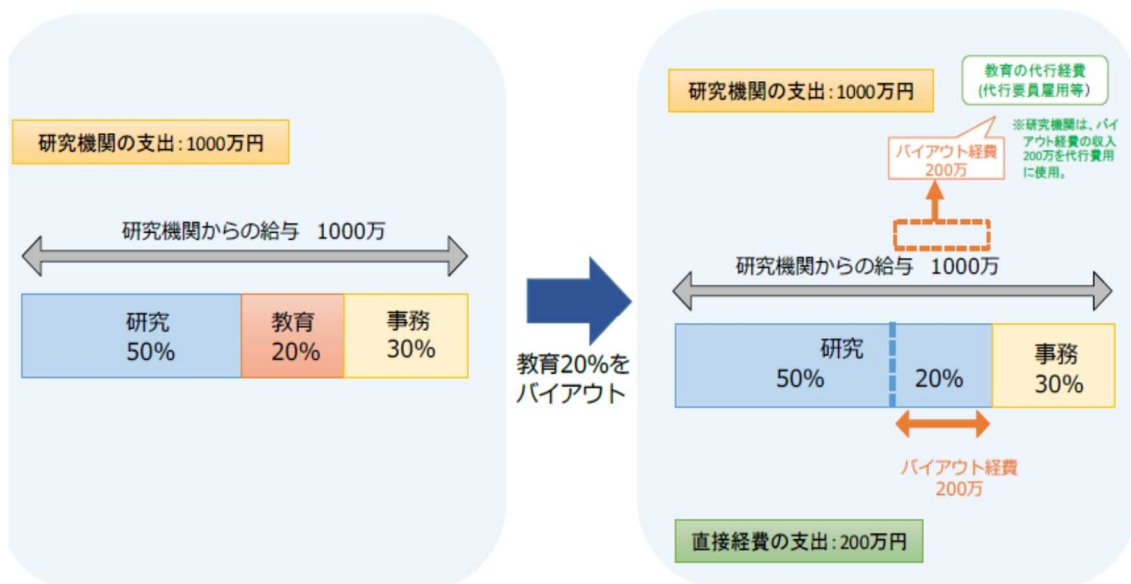 研究機関の支出:1000万円
研究機関からの給与 1000万
研究
50%
教育
20%
事務
30%
教育20%を
バイアウト
研究機関の支出:1000万円
教育の代行経費
(代行要員雇用等)
※研究機関は、バイ
アウト経費の収入
200万を代行費用
に使用。
バイアウト経費
200万
研究機関からの給与 1000万
研究
50%
20%
事務
30%
バイアウト経費
200万
直接経費の支出:200万円